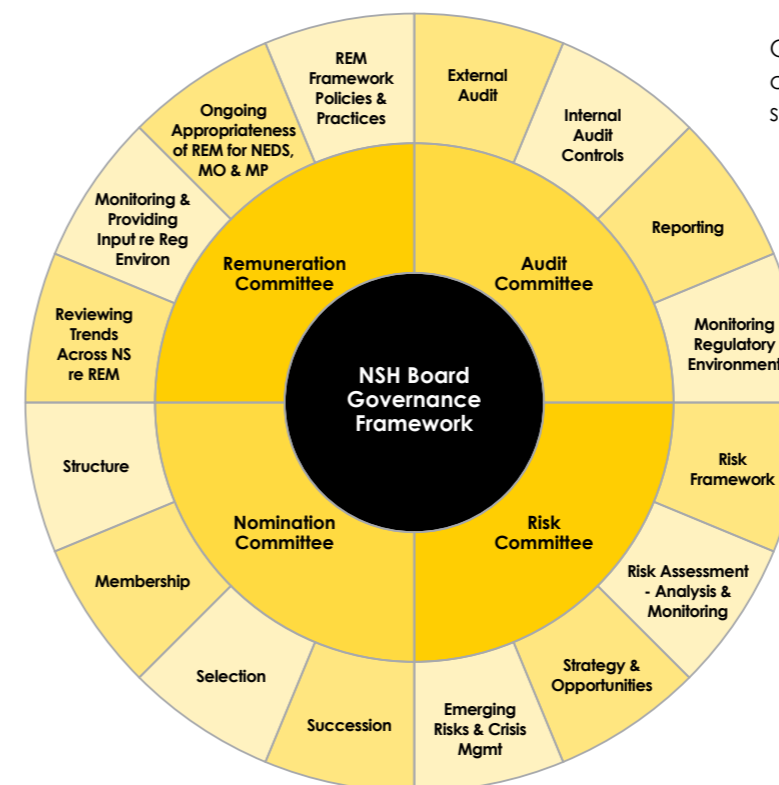 REM
Framework
Policies &
Practices
External
Audit
Ongoing
Appropriateness
of REM for NEDS,
MO & MP
Internal
Audit
Controls
Monitoring &
Providing
Input re Reg
Environ
Reporting
Remuneration
Committee
Audit
Committee
Reviewing
Trends
Across NS
re REM
Monitoring
Regulatory
Environment
NSH Board
Governance
Framework
Structure
Risk
Framework
Nomination
Committee
Risk
Committee
Membership
Risk Assessment
- Analysis &
Monitoring
Selection
Strategy &
Opportunities
Succession
Emerging
Risks & Crisis
Mgmt